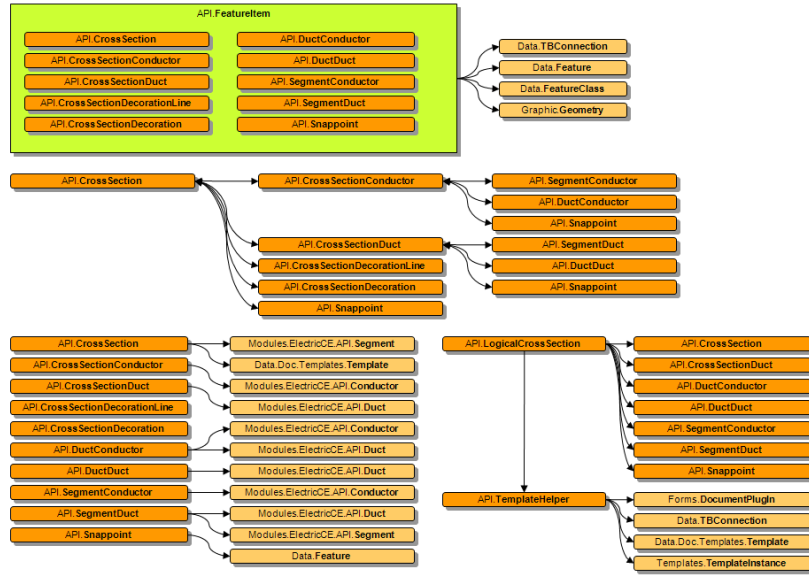 API.FeatureItem
API.CrossSection
API.DuctConductor
API.CrossSectionConductor
API.DuctDuct
API.CrossSectionDuct
API.SegmentConductor
API.CrossSectionDecorationLine
API.SegmentDuct
API.CrossSectionDecoration
API.Snappoint
Data.TBConnection
Data.Feature
Data.FeatureClass
Graphic.Geometry
API.CrossSection
API.CrossSectionConductor
API.SegmentConductor
API.DuctConductor
API.Snappoint
API.CrossSectionDuct
API.SegmentDuct
API.CrossSectionDecorationLine
API.DuctDuct
API.CrossSectionDecoration
API.Snappoint
API.Snappoint
API.CrossSection
Modules.ElectricCE.API.Segment
API.CrossSectionConductor
Data.Doc.Templates.Template
API.CrossSectionDuct
Modules.ElectricCE.API.Conductor
API.CrossSectionDecorationLine
Modules.ElectricCE.API.Duct
API.CrossSectionDecoration
Modules.ElectricCE.API.Conductor
API.DuctConductor
Modules.ElectricCE.API.Duct
API.DuctDuct
Modules.ElectricCE.API.Duct
API.SegmentConductor
Modules.ElectricCE.API.Conductor
API.SegmentDuct
Modules.ElectricCE.API.Duct
API.Snappoint
Modules.ElectricCE.API.Segment
Data.Feature
API.LogicalCrossSection
API.CrossSection
API.CrossSectionDuct
API.DuctConductor
API.DuctDuct
API.SegmentConductor
API.SegmentDuct
API.Snappoint
API.TemplateHelper
Forms.DocumentPlugIn
Data.TBConnection
Data.Doc.Templates.Template
Templates.TemplateInstance